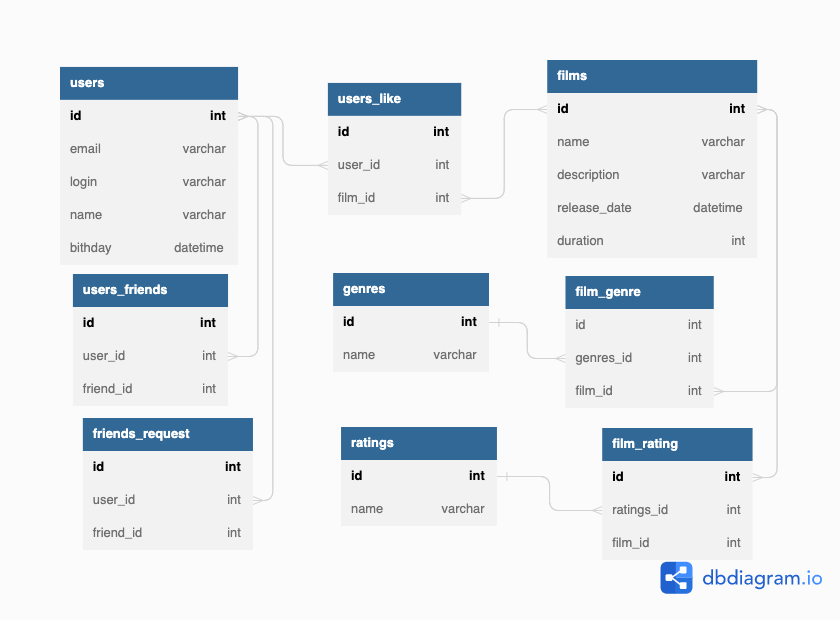 users
id int
email varchar
login varchar
name varchar
bithday datetime
users_friends
id int
user_id int
friend_id int
friends_request
id int
user_id int
friend_id int
users_like
id int
user_id int
film_id int
genres
id int
name varchar
ratings
id int
name varchar
films
id int
name varchar
description varchar
release_date datetime
duration int
film_genre
id int
genres_id int
film_id int
film_rating
id int
ratings_id int
film_id int
dbdiagram.io